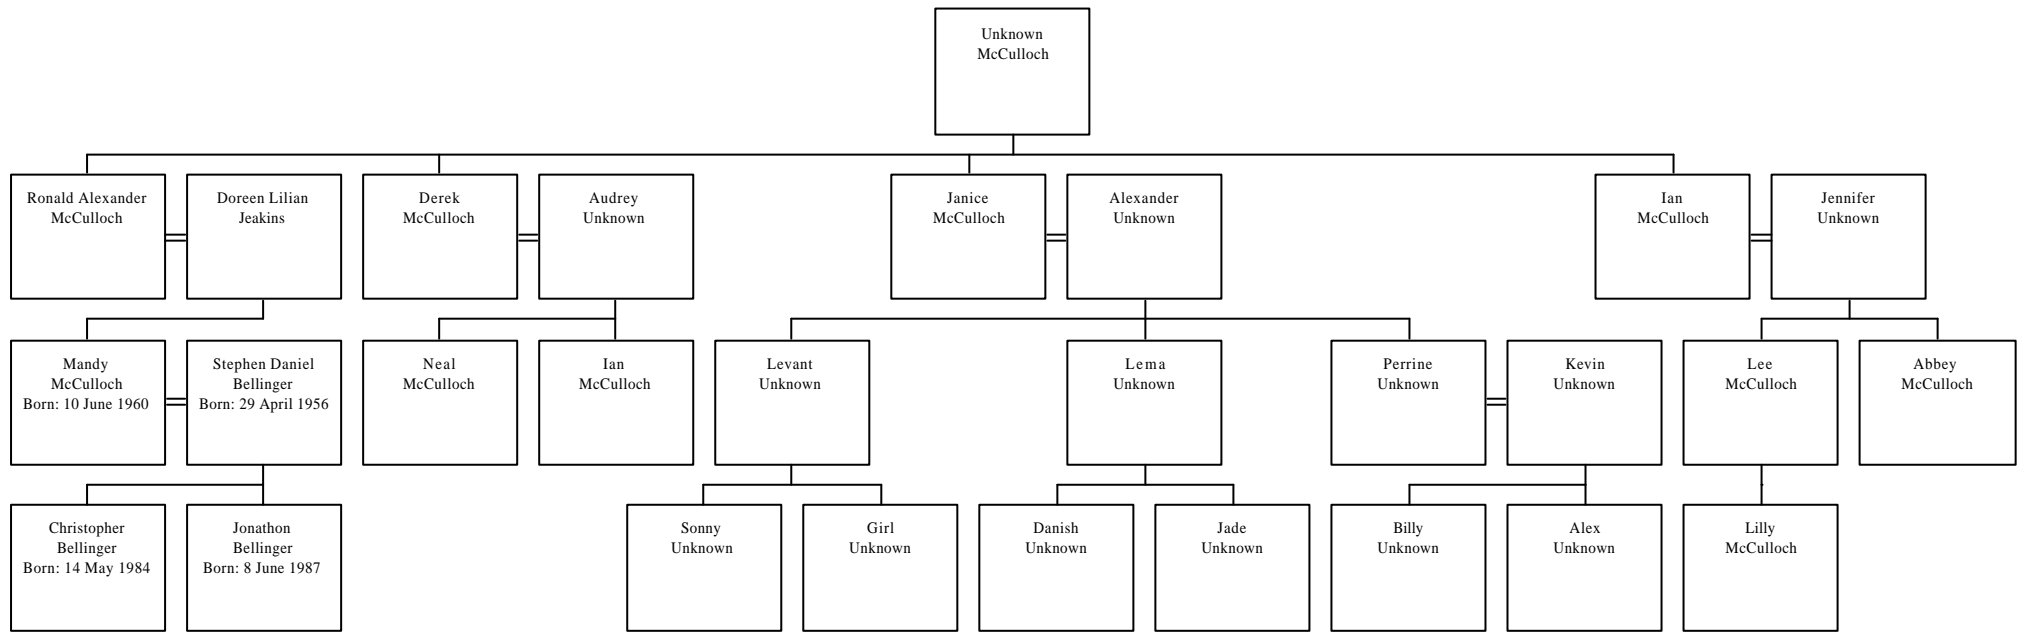 Unknown
McCulloch
Ronald Alexander
McCulloch
Doreen Lilian
Jeakins
Derek
McCulloch
Audrey
Unknown
Janice
McCulloch
Alexander
Unknown
Ian
McCulloch
Jennifer
Unknown
Mandy
McCulloch
Born: 10 June 1960
Stephen Daniel
Bellinger
Born: 29 April 1956
Neal
McCulloch
Ian
McCulloch
Levant
Unknown
Lema
Unknown
Perrine
Unknown
Kevin
Unknown
Lee
McCulloch
Abbey
McCulloch
Christopher
Bellinger
Born: 14 May 1984
Jonathon
Bellinger
Born: 8 June 1987
Sonny
Unknown
Girl
Unknown
Danish
Unknown
Jade
Unknown
Billy
Unknown
Alex
Unknown
Lilly
McCulloch